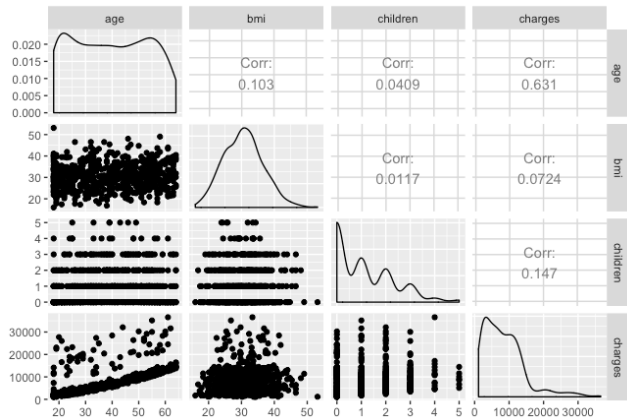 age bmi children charges
0.020
0.015
0.010
0.005
0.000
Corr:
0.103
Corr:
0.0409
Corr:
0.631
age
50
40
30
20
Corr:
0.0117
Corr:
0.0724
bmi
5
4
3
2
1
0
Corr:
0.147
children
30000
20000
10000
0
charges
20 30 40 50 60 20 30 40 50 0 1 2 3 4 5 0 10000 20000 30000